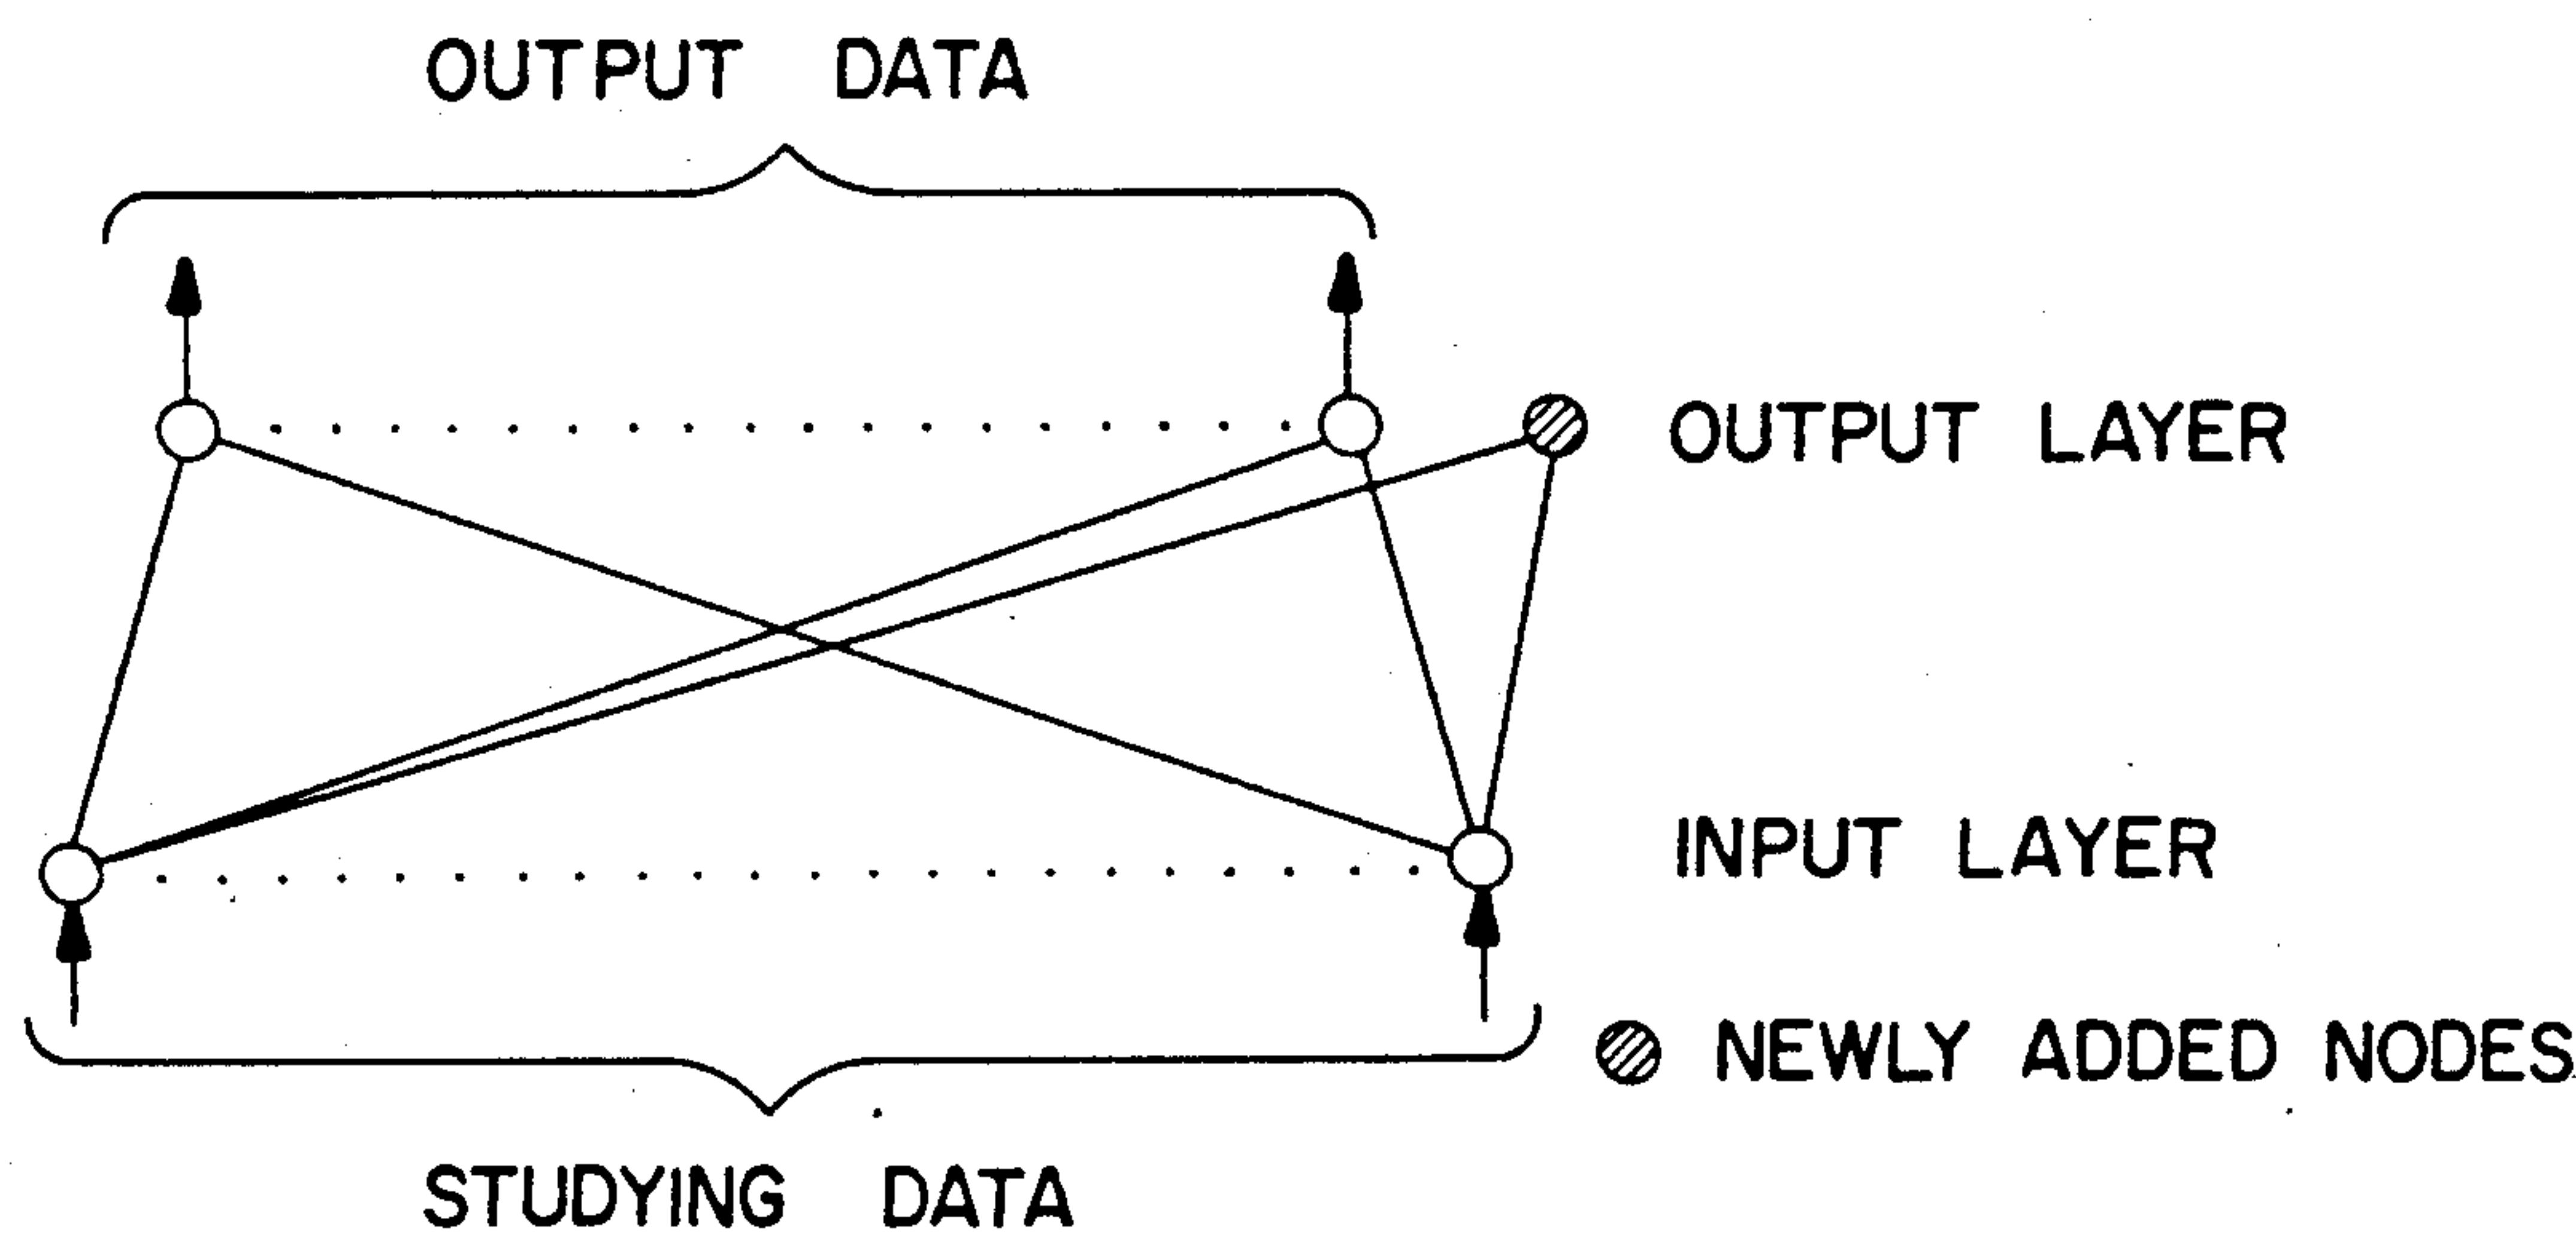 OUTPUT DATA
OUTPUT LAYER
INPUT LAYER
NEWLY ADDED NODES
STUDYING DATA